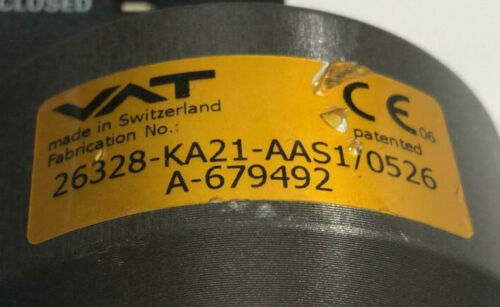 CLOSED
VAT
made in Switzerland
Fabrication No.:
26328-KA21-AAS1/0526
A-679492
CE 06
patented